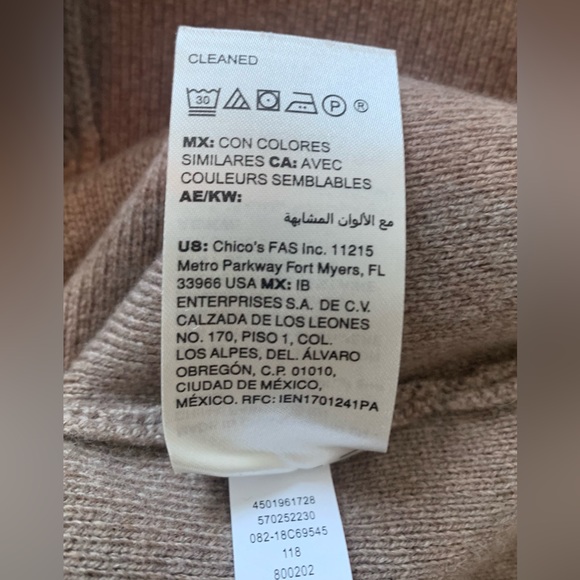 CLEANED
30 P ®
MX: CON COLORES
SIMILARES CA: AVEC
COULEURS SEMBLABLES
AE/KW:
مع الألوان المشابهة
US: Chico's FAS Inc. 11215
Metro Parkway Fort Myers, FL
33966 USA MX: IB
ENTERPRISES S.A. DE C.V.
CALZADA DE LOS LEONES
NO. 170, PISO 1, COL.
LOS ALPES, DEL. ÁLVARO
OBREGÓN, C.P. 01010,
CIUDAD DE MÉXICO,
MÉXICO. RFC: IEN1701241PA
4501961728
570252230
082-18C69545
118
800202